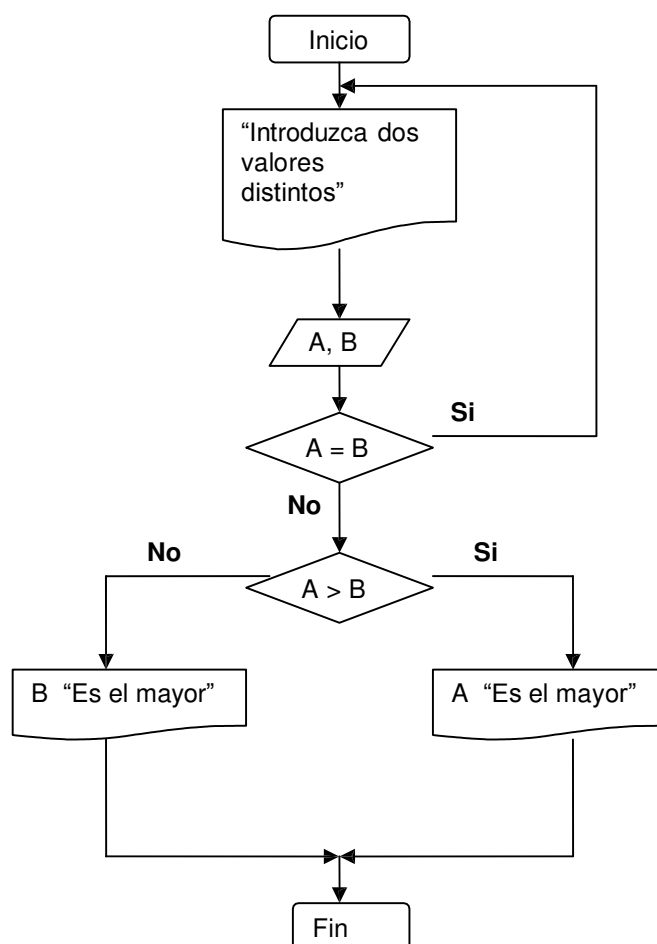 Inicio
“Introduzca dos
valores
distintos”
A, B
Si
A = B
No
No
Si
A > B
B “Es el mayor”
A “Es el mayor”
Fin